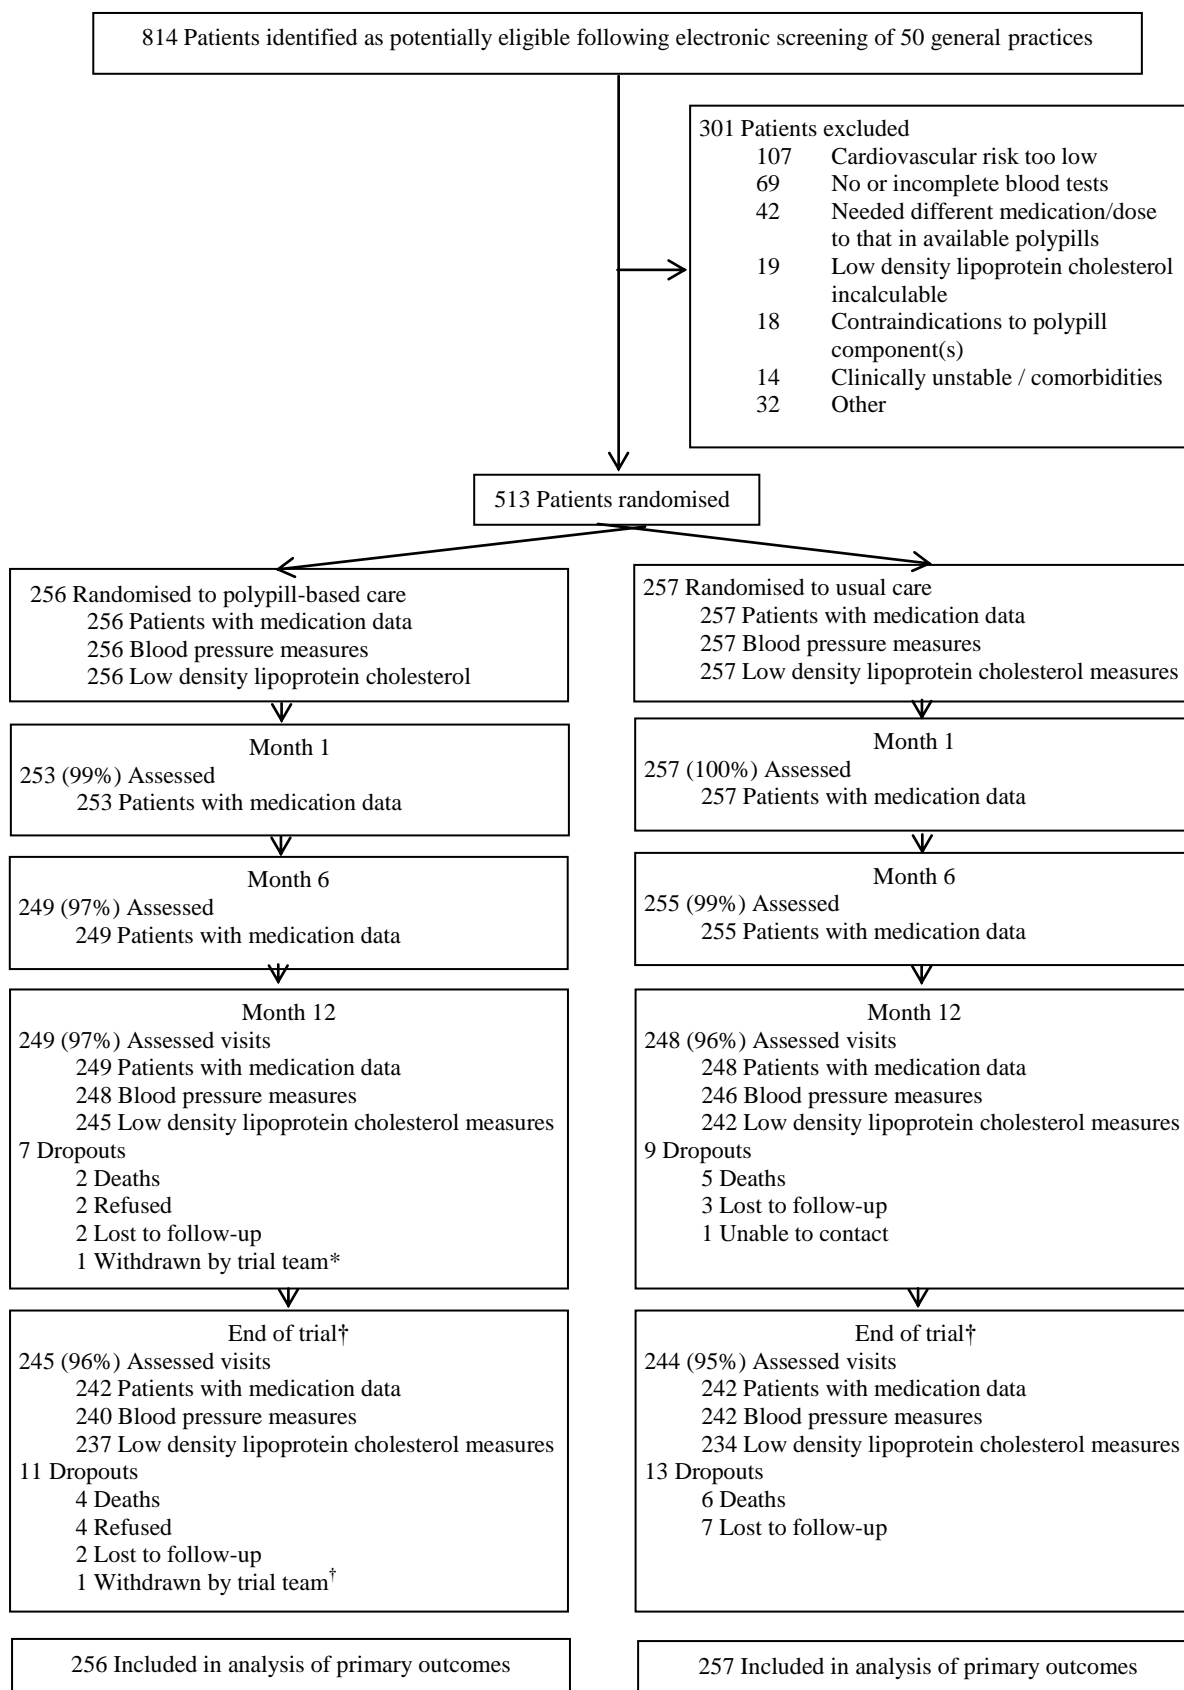 814 Patients identified as potentially eligible following electronic screening of 50 general practices
301 Patients excluded
107 Cardiovascular risk too low
69 No or incomplete blood tests
42 Needed different medication/dose
to that in available polypills
19 Low density lipoprotein cholesterol
incalculable
18 Contraindications to polypill
component(s)
14 Clinically unstable / comorbidities
32 Other
513 Patients randomised
256 Randomised to polypill-based care
256 Patients with medication data
256 Blood pressure measures
256 Low density lipoprotein cholesterol
257 Randomised to usual care
257 Patients with medication data
257 Blood pressure measures
257 Low density lipoprotein cholesterol measures
Month 1
253 (99%) Assessed
253 Patients with medication data
Month 1
257 (100%) Assessed
257 Patients with medication data
Month 6
249 (97%) Assessed
249 Patients with medication data
Month 6
255 (99%) Assessed
255 Patients with medication data
Month 12
249 (97%) Assessed visits
249 Patients with medication data
248 Blood pressure measures
245 Low density lipoprotein cholesterol measures
7 Dropouts
2 Deaths
2 Refused
2 Lost to follow-up
1 Withdrawn by trial team*
Month 12
248 (96%) Assessed visits
248 Patients with medication data
246 Blood pressure measures
242 Low density lipoprotein cholesterol measures
9 Dropouts
5 Deaths
3 Lost to follow-up
1 Unable to contact
End of trial†
245 (96%) Assessed visits
242 Patients with medication data
240 Blood pressure measures
237 Low density lipoprotein cholesterol measures
11 Dropouts
4 Deaths
4 Refused
2 Lost to follow-up
1 Withdrawn by trial team†
End of trial†
244 (95%) Assessed visits
242 Patients with medication data
242 Blood pressure measures
234 Low density lipoprotein cholesterol measures
13 Dropouts
6 Deaths
7 Lost to follow-up
256 Included in analysis of primary outcomes
257 Included in analysis of primary outcomes